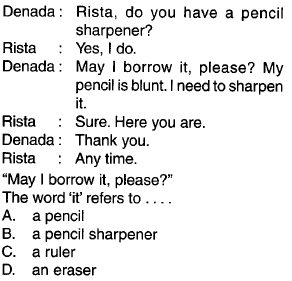 Denada : Rista, do you have a pencil
sharpener?
Rista : Yes, I do.
Denada : May I borrow it, please? My
pencil is blunt. I need to sharpen
it.
Rista : Sure. Here you are.
Denada : Thank you.
Rista : Any time.
“May I borrow it, please?”
The word ‘it’ refers to . . . .
A. a pencil
B. a pencil sharpener
C. a ruler
D. an eraser